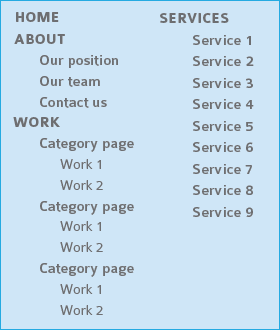 HOME
ABOUT
Our position
Our team
Contact us
WORK
Category page
Work 1
Work 2
Category page
Work 1
Work 2
Category page
Work 1
Work 2
SERVICES
Service 1
Service 2
Service 3
Service 4
Service 5
Service 6
Service 7
Service 8
Service 9